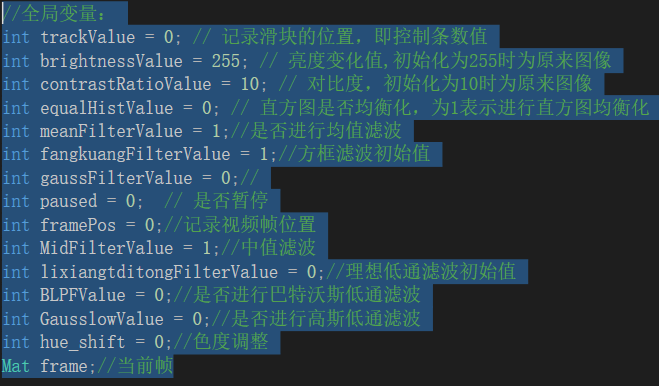 //全局变量：
int trackValue = 0; // 记录滑块的位置，即控制条数值
int brightnessValue = 255; // 亮度变化值,初始化为255时为原来图像
int contrastRatioValue = 10; // 对比度，初始化为10时为原来图像
int equalHistValue = 0; // 直方图是否均衡化，为1表示进行直方图均衡化
int meanFilterValue = 1;//是否进行均值滤波
int fangkuangFilterValue = 1;//方框滤波初始值
int gaussFilterValue = 0;//
int paused = 0;  // 是否暂停
int framePos = 0;//记录视频帧位置
int MidFilterValue = 1;//中值滤波
int lixiangtditongFilterValue = 0;//理想低通滤波初始值
int BLPFValue = 0;//是否进行巴特沃斯低通滤波
int GausslowValue = 0;//是否进行高斯低通滤波
int hue_shift = 0;//色度调整
Mat frame;//当前帧